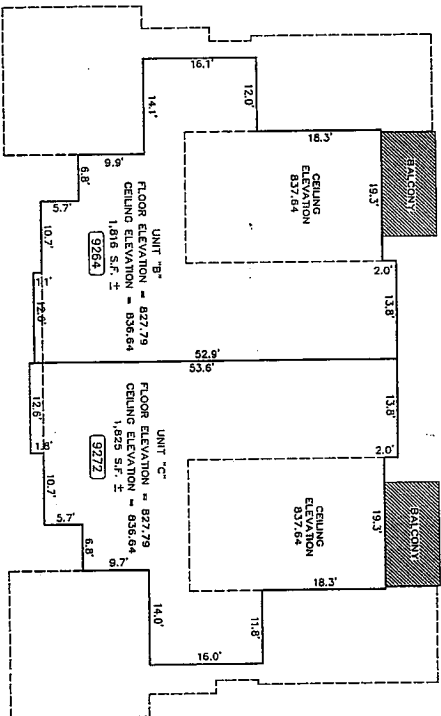 BALCONY
CEILING
ELEVATION
837.64
18.3'
19.3'
2.0'
13.8'
12.0'
16.1'
14.1'
9.9'
6.8'
5.7'
10.7'
1.1'
12.6'
UNIT "B"
FLOOR ELEVATION = 827.79
CEILING ELEVATION = 836.64
1,816 S.F. ±
9264
52.9'
53.6'
UNIT "C"
FLOOR ELEVATION = 827.79
CEILING ELEVATION = 836.64
1,825 S.F. ±
9272
BALCONY
CEILING
ELEVATION
837.64
13.8'
2.0'
19.3'
18.3'
11.8'
16.0'
14.0'
9.7'
6.8'
5.7'
10.7'
12.6'